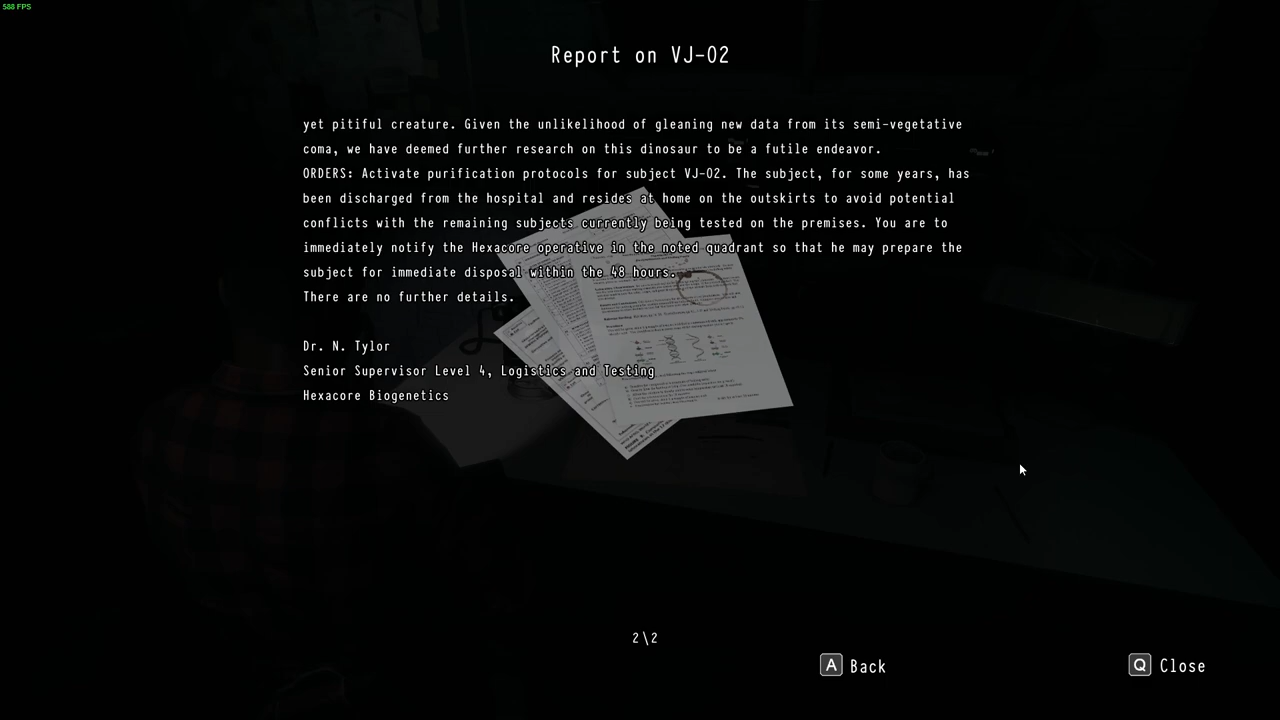 588 FPS
Report on VJ-02
yet pitiful creature. Given the unlikelihood of gleaning new data from its semi-vegetative
coma, we have deemed further research on this dinosaur to be a futile endeavor.
ORDERS: Activate purification protocols for subject VJ-02. The subject, for some years, has
been discharged from the hospital and resides at home on the outskirts to avoid potential
conflicts with the remaining subjects currently being tested on the premises. You are to
immediately notify the Hexacore operative in the noted quadrant so that he may prepare the
subject for immediate disposal within the 48 hours.
There are no further details.
Dr. N. Tylor
Senior Supervisor Level 4, Logistics and Testing
Hexacore Biogenetics
2\2
A Back
Q Close